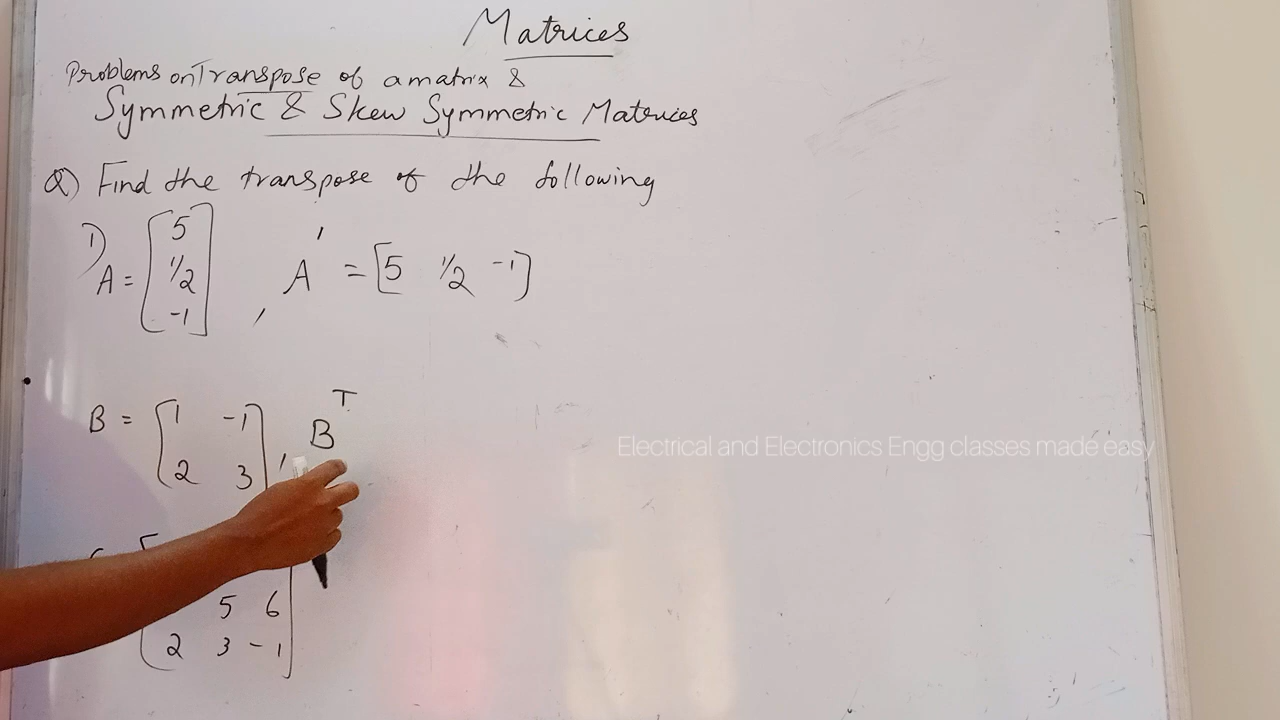 Matrices
Problems on Transpose of a matrix &
Symmetric & Skew Symmetric Matrices
Q) Find the transpose of the following
1) A = [5 1/2 -1], A' = [5 1/2 -1]
B = [1 -1
2 3], B^T
5 6
2 3 -1]
Electrical and Electronics Engg classes made easy